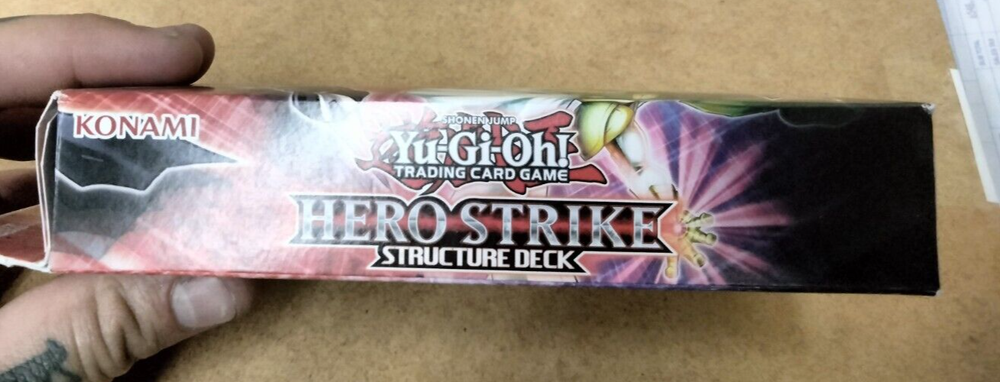 KONAMI
SHONEN JUMP
Yu-Gi-Oh!
TRADING CARD GAME
HERO STRIKE
STRUCTURE DECK